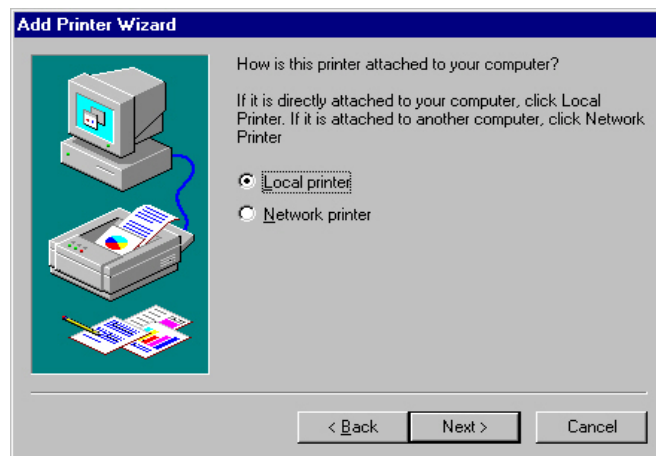 Add Printer Wizard
How is this printer attached to your computer?
If it is directly attached to your computer, click Local
Printer. If it is attached to another computer, click Network
Printer
Local printer
Network printer
< Back
Next >
Cancel